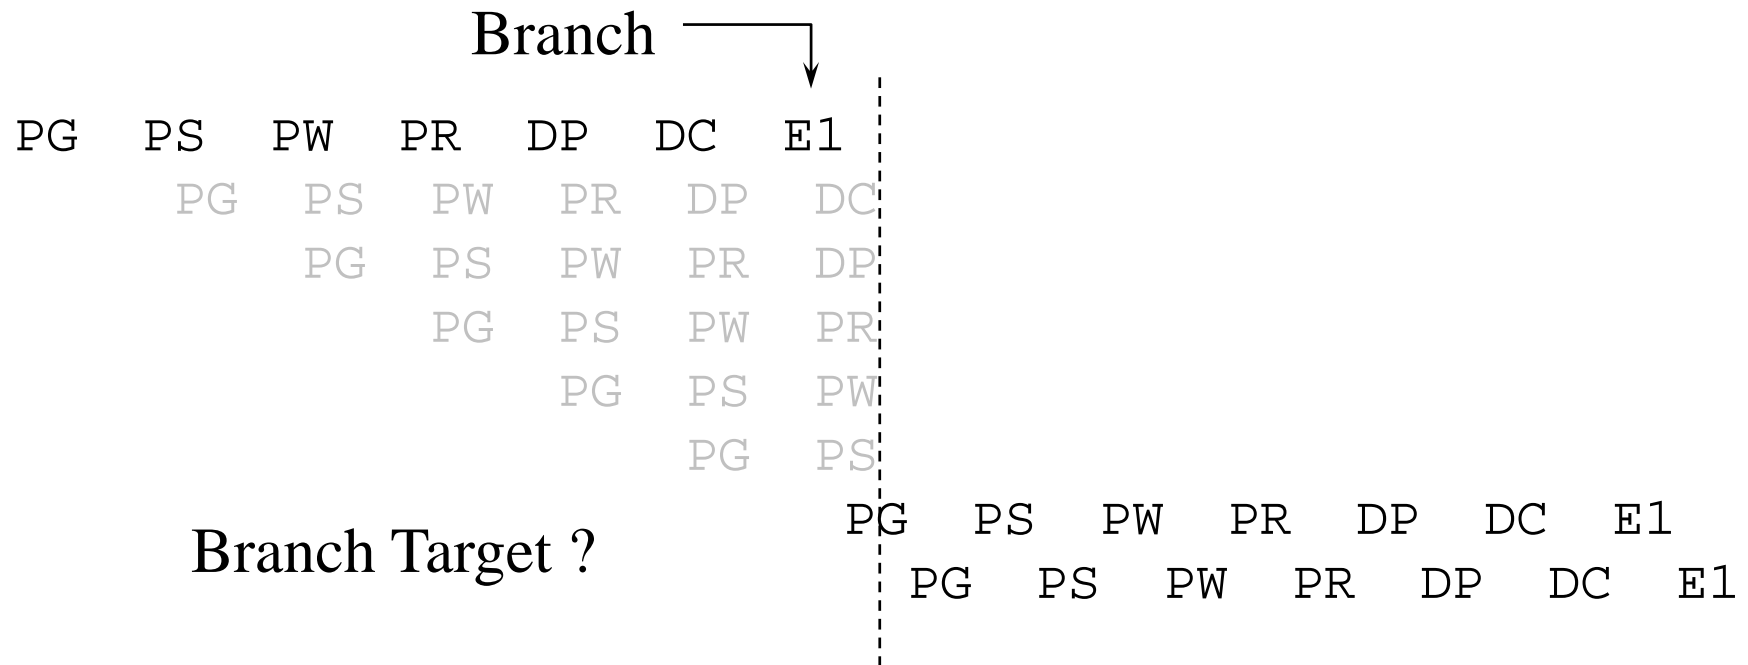 Branch
PG PS PW PR DP DC E1
PG PS PW PR DP DC
PG PS PW PR DP
PG PS PW PR
PG PS PW
PG PS
PG PS PW PR DP DC E1
Branch Target ?
PG PS PW PR DP DC E1